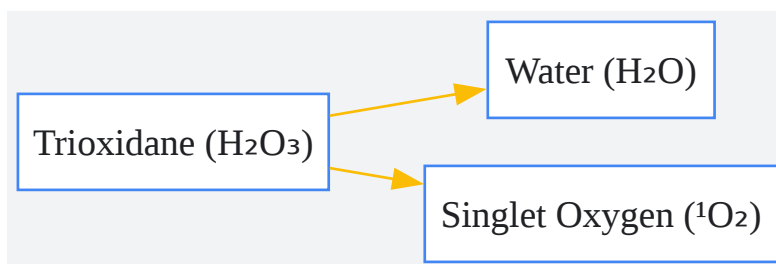 Water (H₂O)
Trioxidane (H₂O₃)
Singlet Oxygen (¹O₂)